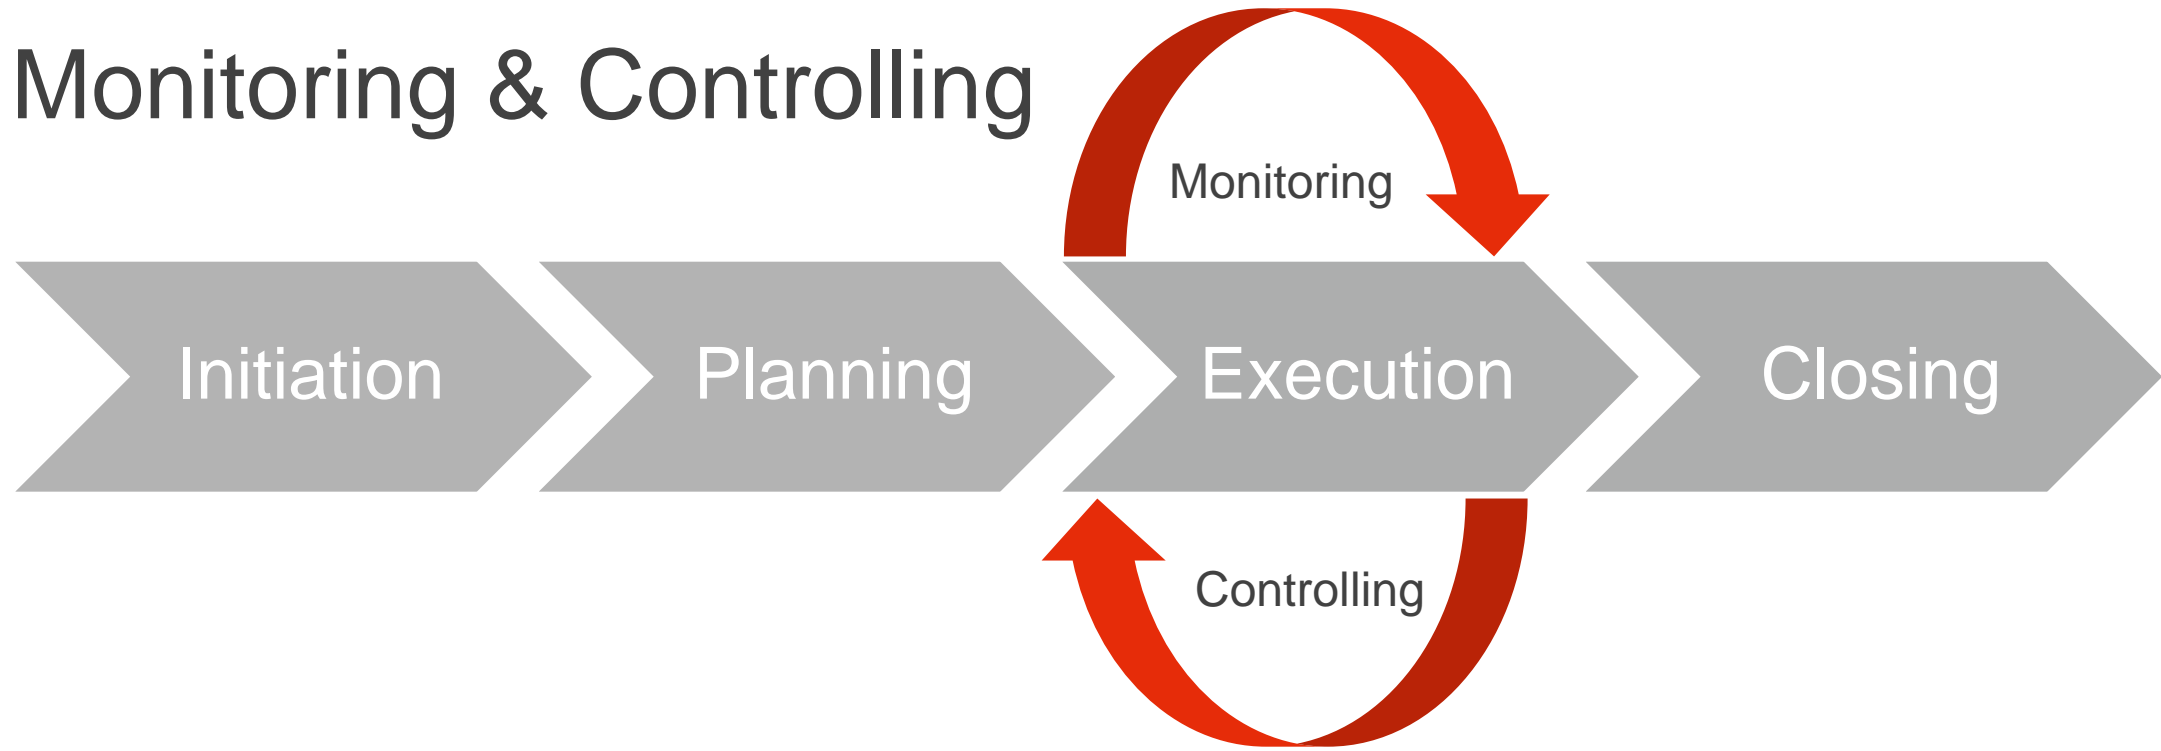 Monitoring & Controlling
Monitoring
Initiation
Planning
Execution
Closing
Controlling